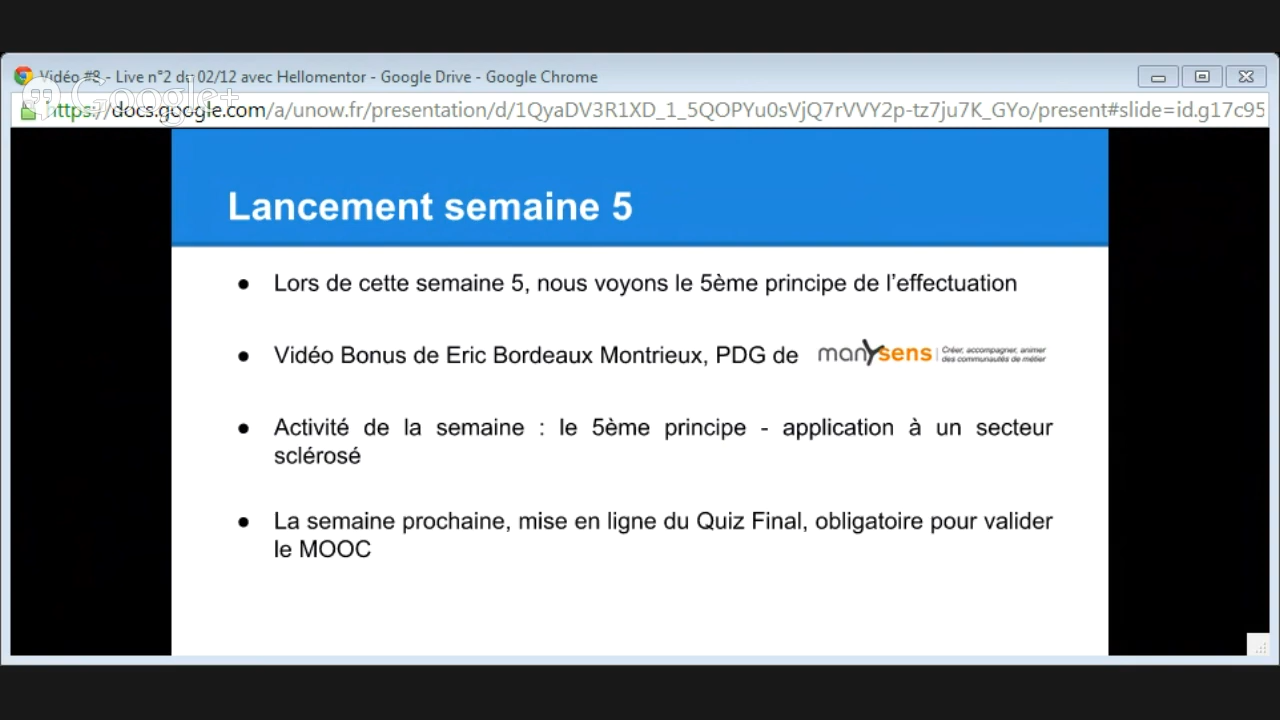 Vidéo #8 - Live n°2 du 02/12 avec Hellomentor - Google Drive - Google Chrome
Google+
https://docs.google.com/a/unow.fr/presentation/d/1QyaDV3R1XD_1_5QOPYu0sVjQ7rVVY2p-tz7ju7K_GYo/present#slide=id.g17c95
Lancement semaine 5
● Lors de cette semaine 5, nous voyons le 5ème principe de l’effectuation
● Vidéo Bonus de Eric Bordeaux Montrieux, PDG de manYsens | Créer, accompagner, animer
des communautés de métier
● Activité de la semaine : le 5ème principe - application à un secteur
sclérosé
● La semaine prochaine, mise en ligne du Quiz Final, obligatoire pour valider
le MOOC